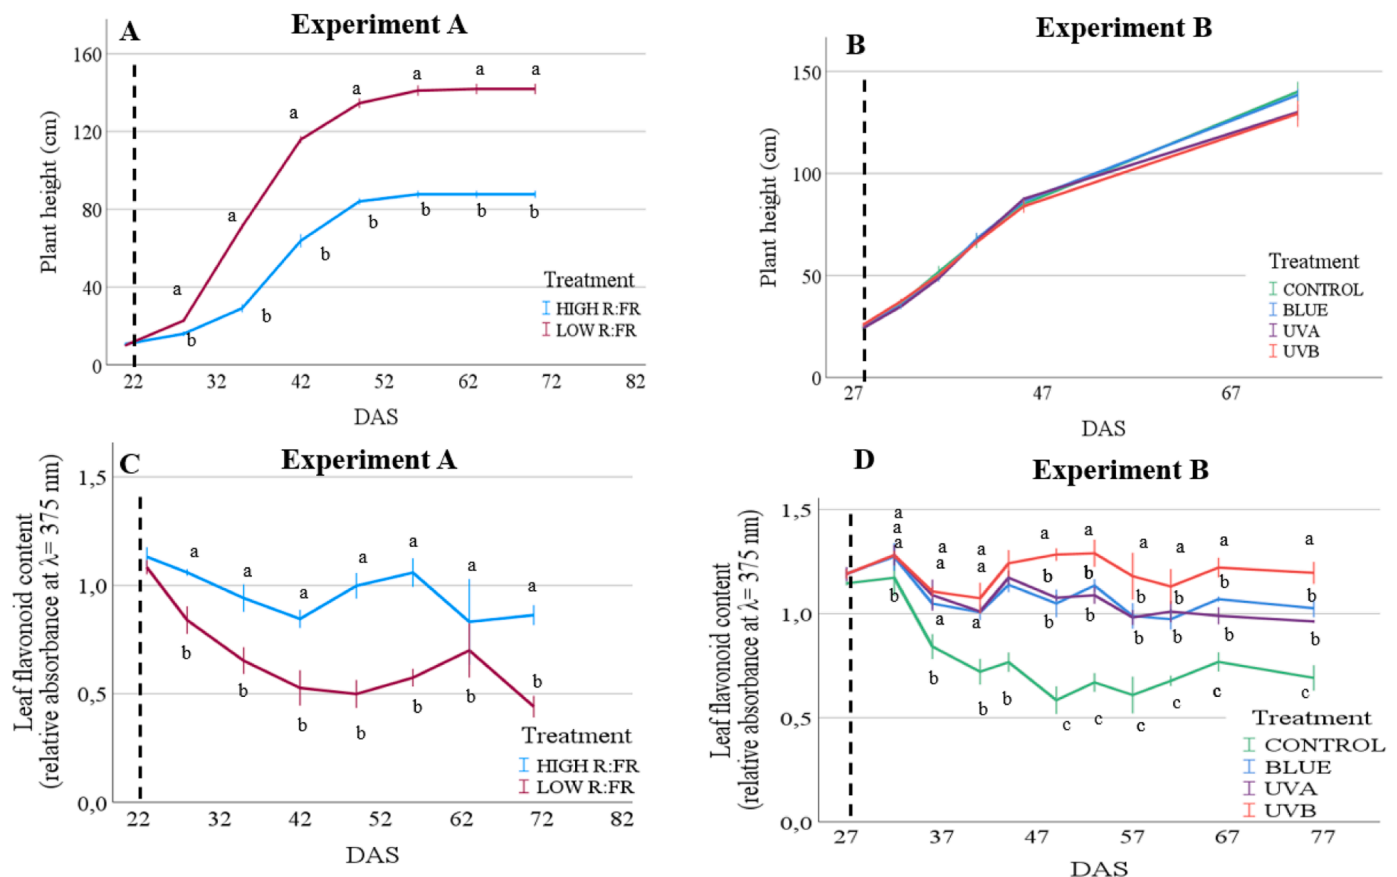 A
Experiment A
160
120
80
40
0
Plant height (cm)
a
a
a
a
a
a
a
b
b
b
b
b
b
b
Treatment
HIGH R:FR
LOW R:FR
22
32
42
52
62
72
82
DAS
B
Experiment B
150
100
50
0
Plant height (cm)
Treatment
CONTROL
BLUE
UVA
UVB
27
47
67
DAS
C
Experiment A
1,5
1,0
0,5
0,0
Leaf flavonoid content
(relative absorbance at λ= 375 nm)
a
a
a
a
a
a
a
b
b
b
b
b
b
b
Treatment
HIGH R:FR
LOW R:FR
22
32
42
52
62
72
82
DAS
D
Experiment B
1,5
1,0
0,5
0,0
Leaf flavonoid content
(relative absorbance at λ= 375 nm)
a
a
a
b
a
a
a
b
a
a
a
b
b
a
b
b
c
a
b
b
c
a
b
b
c
a
b
b
c
a
b
b
c
a
b
b
c
Treatment
CONTROL
BLUE
UVA
UVB
27
37
47
57
67
77
DAS